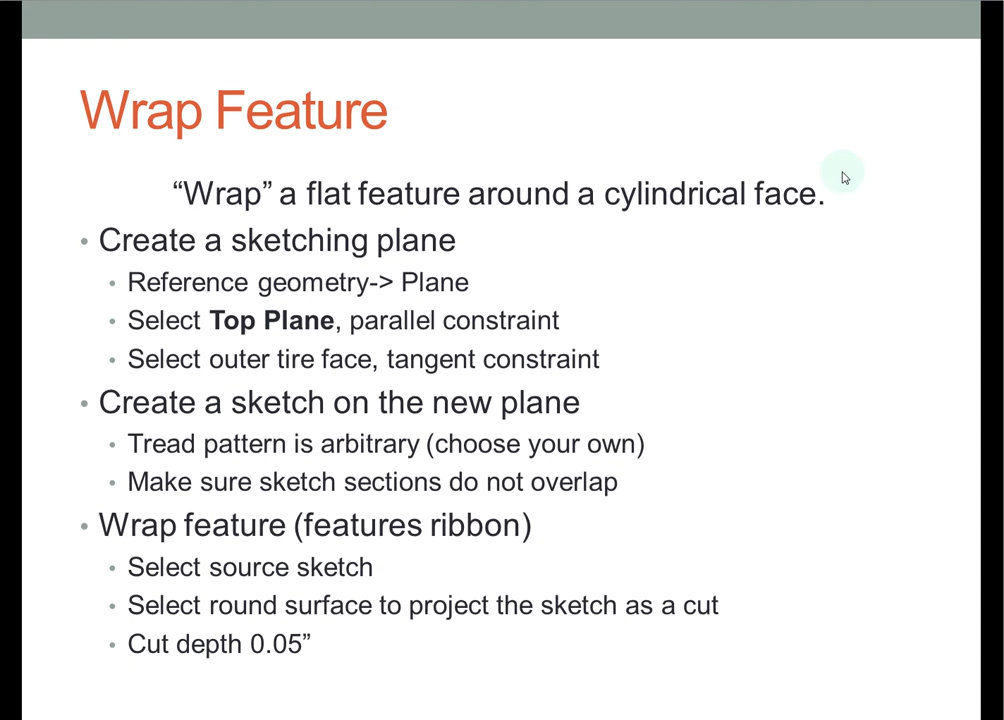 Wrap Feature
“Wrap” a flat feature around a cylindrical face.
• Create a sketching plane
• Reference geometry-> Plane
• Select Top Plane, parallel constraint
• Select outer tire face, tangent constraint
• Create a sketch on the new plane
• Tread pattern is arbitrary (choose your own)
• Make sure sketch sections do not overlap
• Wrap feature (features ribbon)
• Select source sketch
• Select round surface to project the sketch as a cut
• Cut depth 0.05”